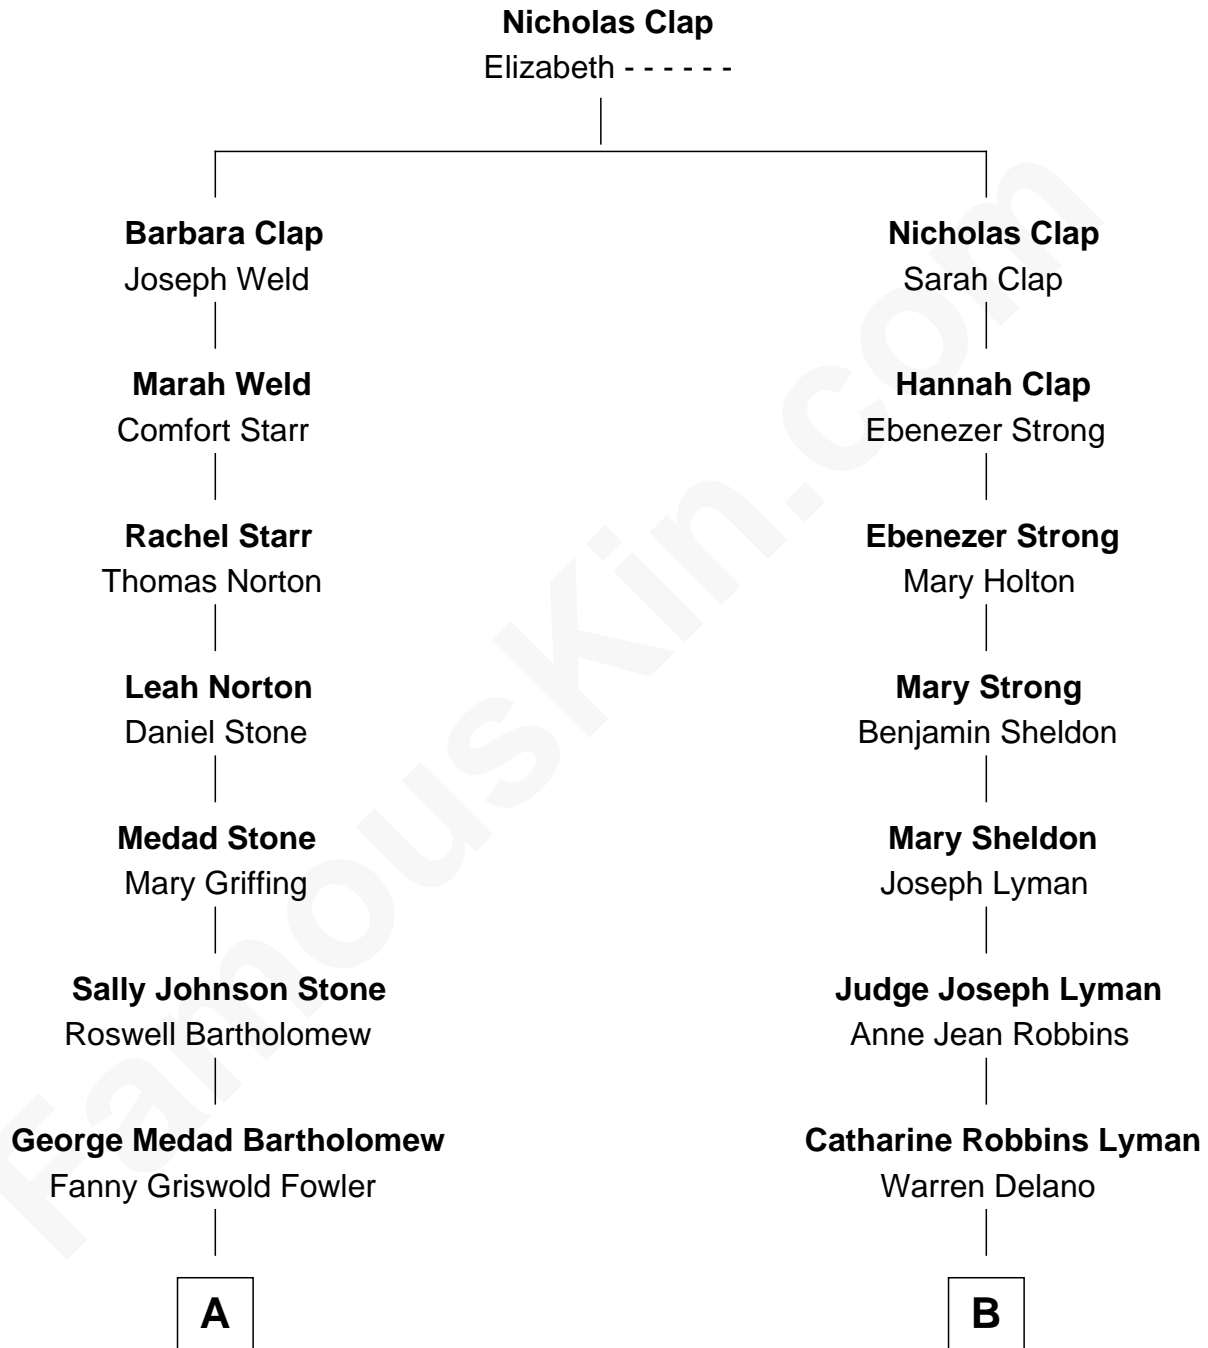 Nicholas Clap
Elizabeth - - - - - -
Barbara Clap
Joseph Weld
Nicholas Clap
Sarah Clap
Marah Weld
Comfort Starr
Hannah Clap
Ebenezer Strong
Rachel Starr
Thomas Norton
Ebenezer Strong
Mary Holton
Leah Norton
Daniel Stone
Mary Strong
Benjamin Sheldon
Medad Stone
Mary Griffing
Mary Sheldon
Joseph Lyman
Sally Johnson Stone
Roswell Bartholomew
Judge Joseph Lyman
Anne Jean Robbins
George Medad Bartholomew
Fanny Griswold Fowler
Catharine Robbins Lyman
Warren Delano
A
B
FamousKin.com